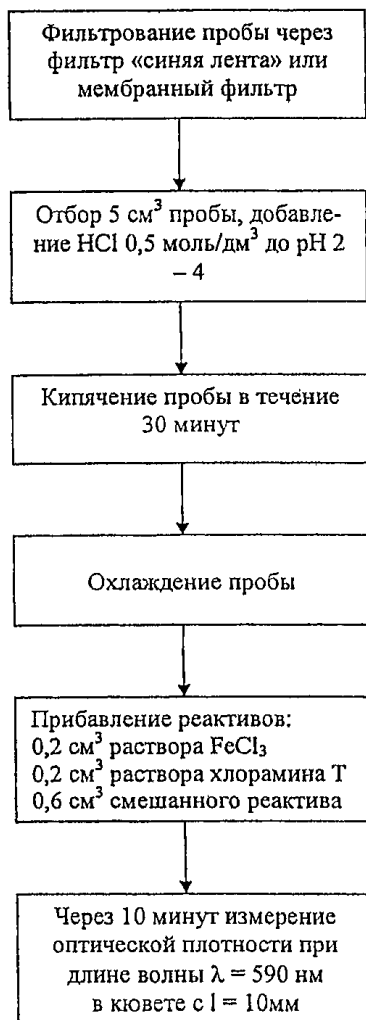 Фильтрование пробы через
фильтр «синяя лента» или
мембранный фильтр
Отбор 5 см³ пробы, добавле-
ние HCl 0,5 моль/дм³ до pH 2
– 4
Кипячение пробы в течение
30 минут
Охлаждение пробы
Прибавление реактивов:
0,2 см³ раствора FeCl₃
0,2 см³ раствора хлорамина Т
0,6 см³ смешанного реактива
Через 10 минут измерение
оптической плотности при
длине волны λ = 590 нм
в кювете с l = 10мм